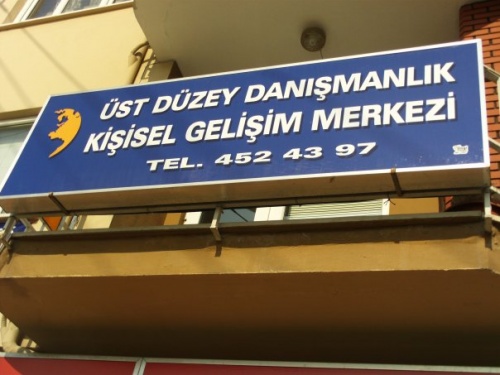 ÜST DÜZEY DANIŞMANLIK
KİŞİSEL GELİŞİM MERKEZİ
TEL. 452 43 97